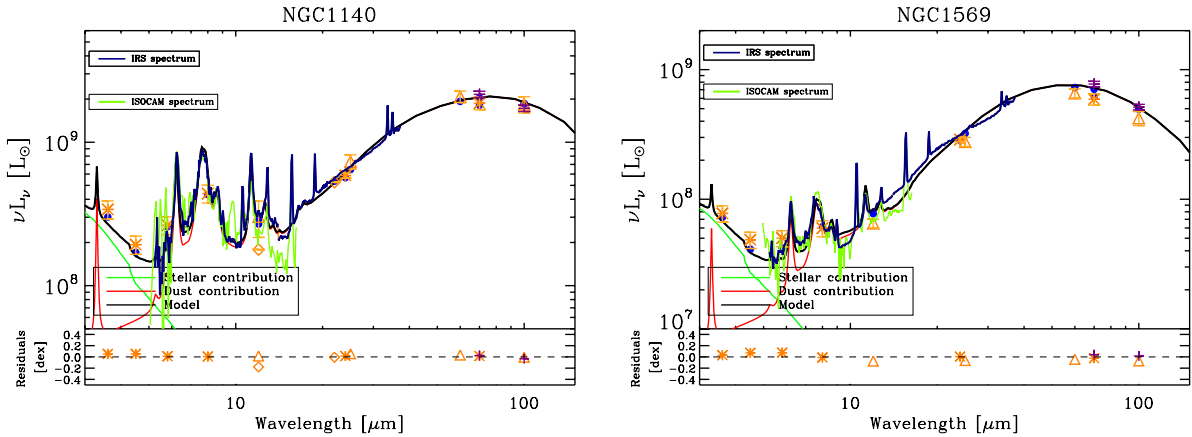 NGC1140
IRS spectrum
ISOCAM spectrum
10⁹
10⁸
νLν [L⊙]
Stellar contribution
Dust contribution
Model
0.4
0.2
0.0
−0.2
−0.4
Residuals
[dex]
10
100
Wavelength [μm]
NGC1569
IRS spectrum
ISOCAM spectrum
10⁹
10⁸
10⁷
νLν [L⊙]
Stellar contribution
Dust contribution
Model
0.4
0.2
0.0
−0.2
−0.4
Residuals
[dex]
10
100
Wavelength [μm]